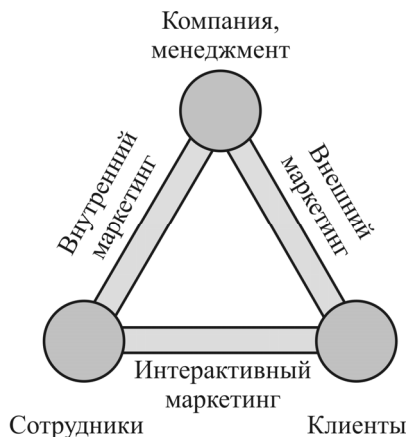 Компания,
менеджмент
Внутренний
маркетинг
Внешний
маркетинг
Интерактивный
маркетинг
Сотрудники
Клиенты